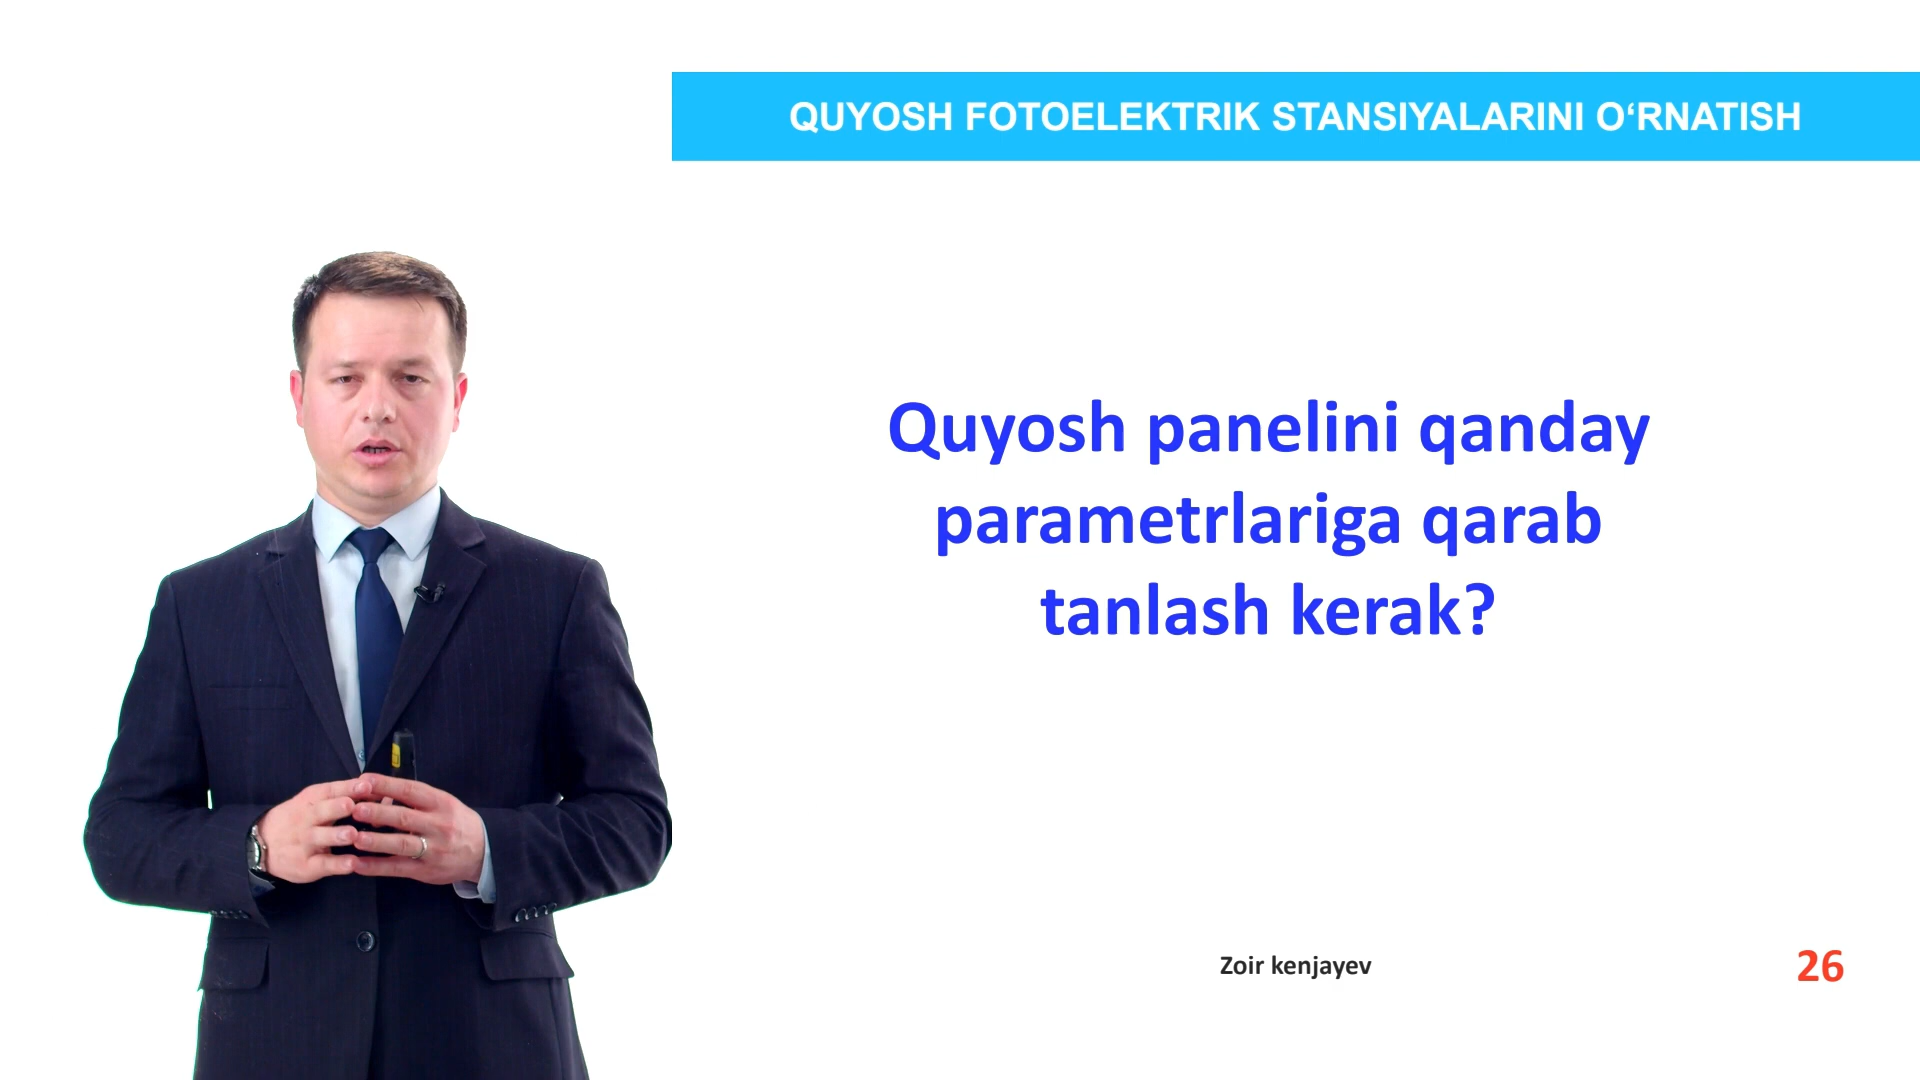 QUYOSH FOTOELEKTRIK STANSIYALARINI O‘RNATISH
Quyosh panelini qanday
parametrlariga qarab
tanlash kerak?
Zoir kenjayev
26